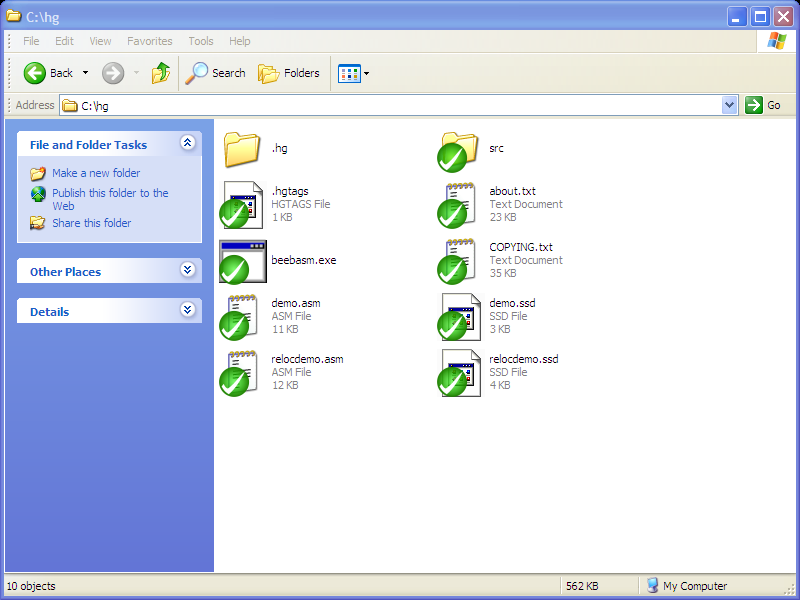 C:\hg
File Edit View Favorites Tools Help
Back Search Folders
Address C:\hg Go
File and Folder Tasks
Make a new folder
Publish this folder to the
Web
Share this folder
Other Places
Details
.hg
src
.hgtags
HGTAGS File
1 KB
about.txt
Text Document
23 KB
beebasm.exe
COPYING.txt
Text Document
35 KB
demo.asm
ASM File
11 KB
demo.ssd
SSD File
3 KB
relocdemo.asm
ASM File
12 KB
relocdemo.ssd
SSD File
4 KB
10 objects 562 KB My Computer